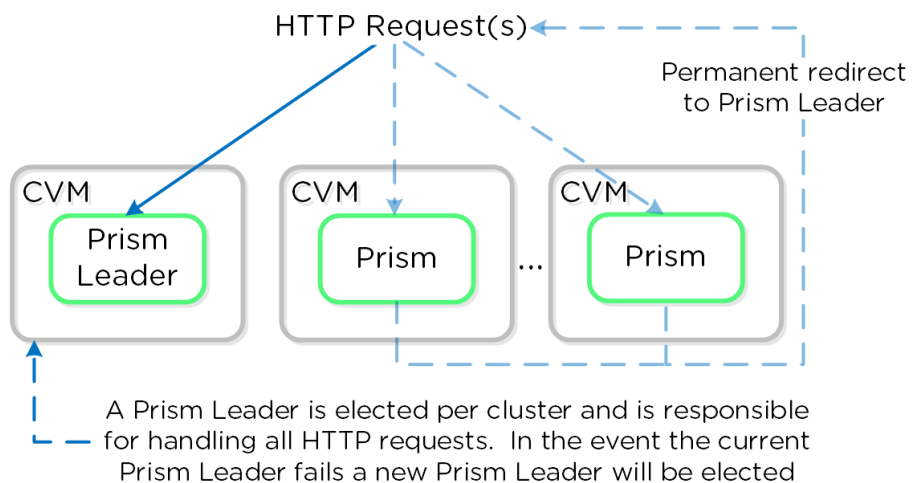 HTTP Request(s)
Permanent redirect
to Prism Leader
CVM
CVM
CVM
Prism
Leader
Prism
...
Prism
A Prism Leader is elected per cluster and is responsible
for handling all HTTP requests. In the event the current
Prism Leader fails a new Prism Leader will be elected